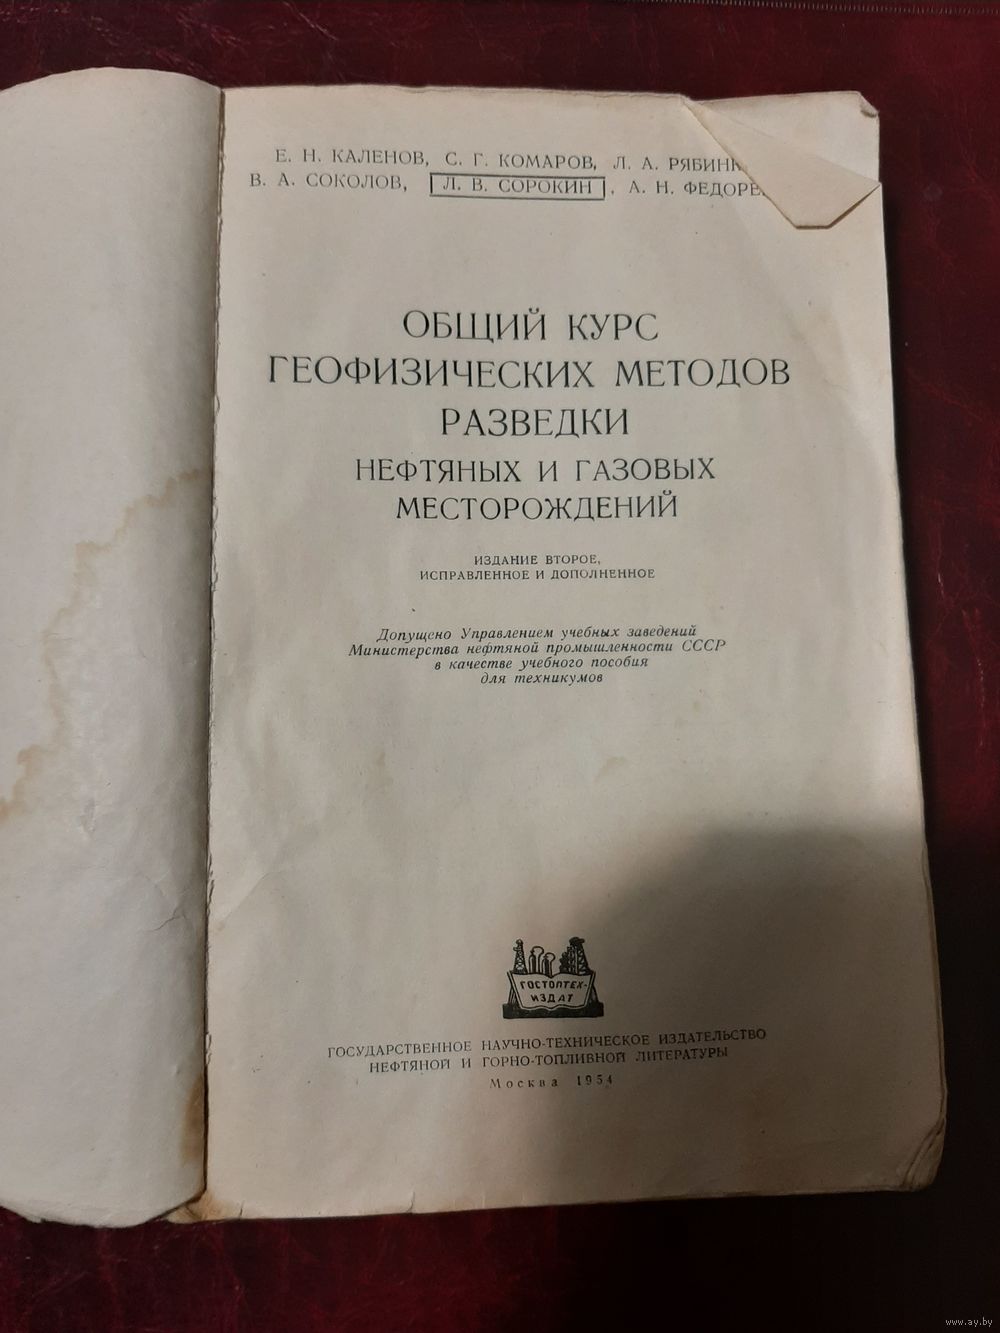 Е. Н. КАЛЕНОВ, С. Г. КОМАРОВ, Л. А.
В. А. СОКОЛОВ, Л. В. СОРОКИН, А. Н.
ОБЩИЙ КУРС
ГЕОФИЗИЧЕСКИХ МЕТОДОВ
РАЗВЕДКИ
НЕФТЯНЫХ И ГАЗОВЫХ
МЕСТОРОЖДЕНИЙ
ИЗДАНИЕ ВТОРОЕ,
ИСПРАВЛЕННОЕ И ДОПОЛНЕННОЕ
Допущено Управлением учебных заведений
Министерства нефтяной промышленности СССР
в качестве учебного пособия
для техникумов
ГОСТОПТЕХ-
ИЗДАТ
ГОСУДАРСТВЕННОЕ НАУЧНО-ТЕХНИЧЕСКОЕ ИЗДАТЕЛЬСТВО
НЕФТЯНОЙ И ГОРНО-ТОПЛИВНОЙ ЛИТЕРАТУРЫ
Москва 1954
www.ay.by